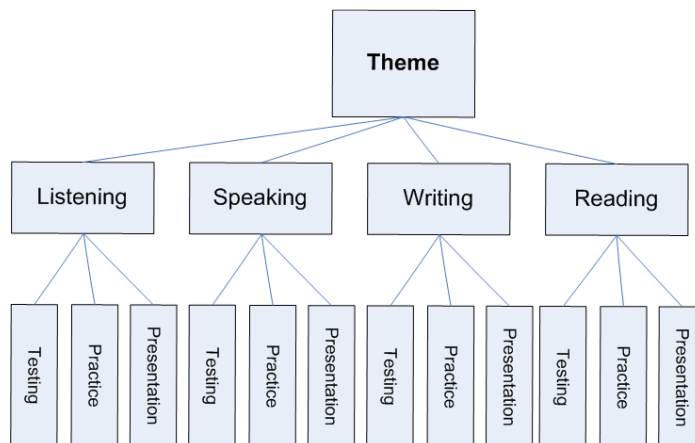 Theme
Listening
Speaking
Writing
Reading
Testing
Practice
Presentation
Testing
Practice
Presentation
Testing
Practice
Presentation
Testing
Practice
Presentation